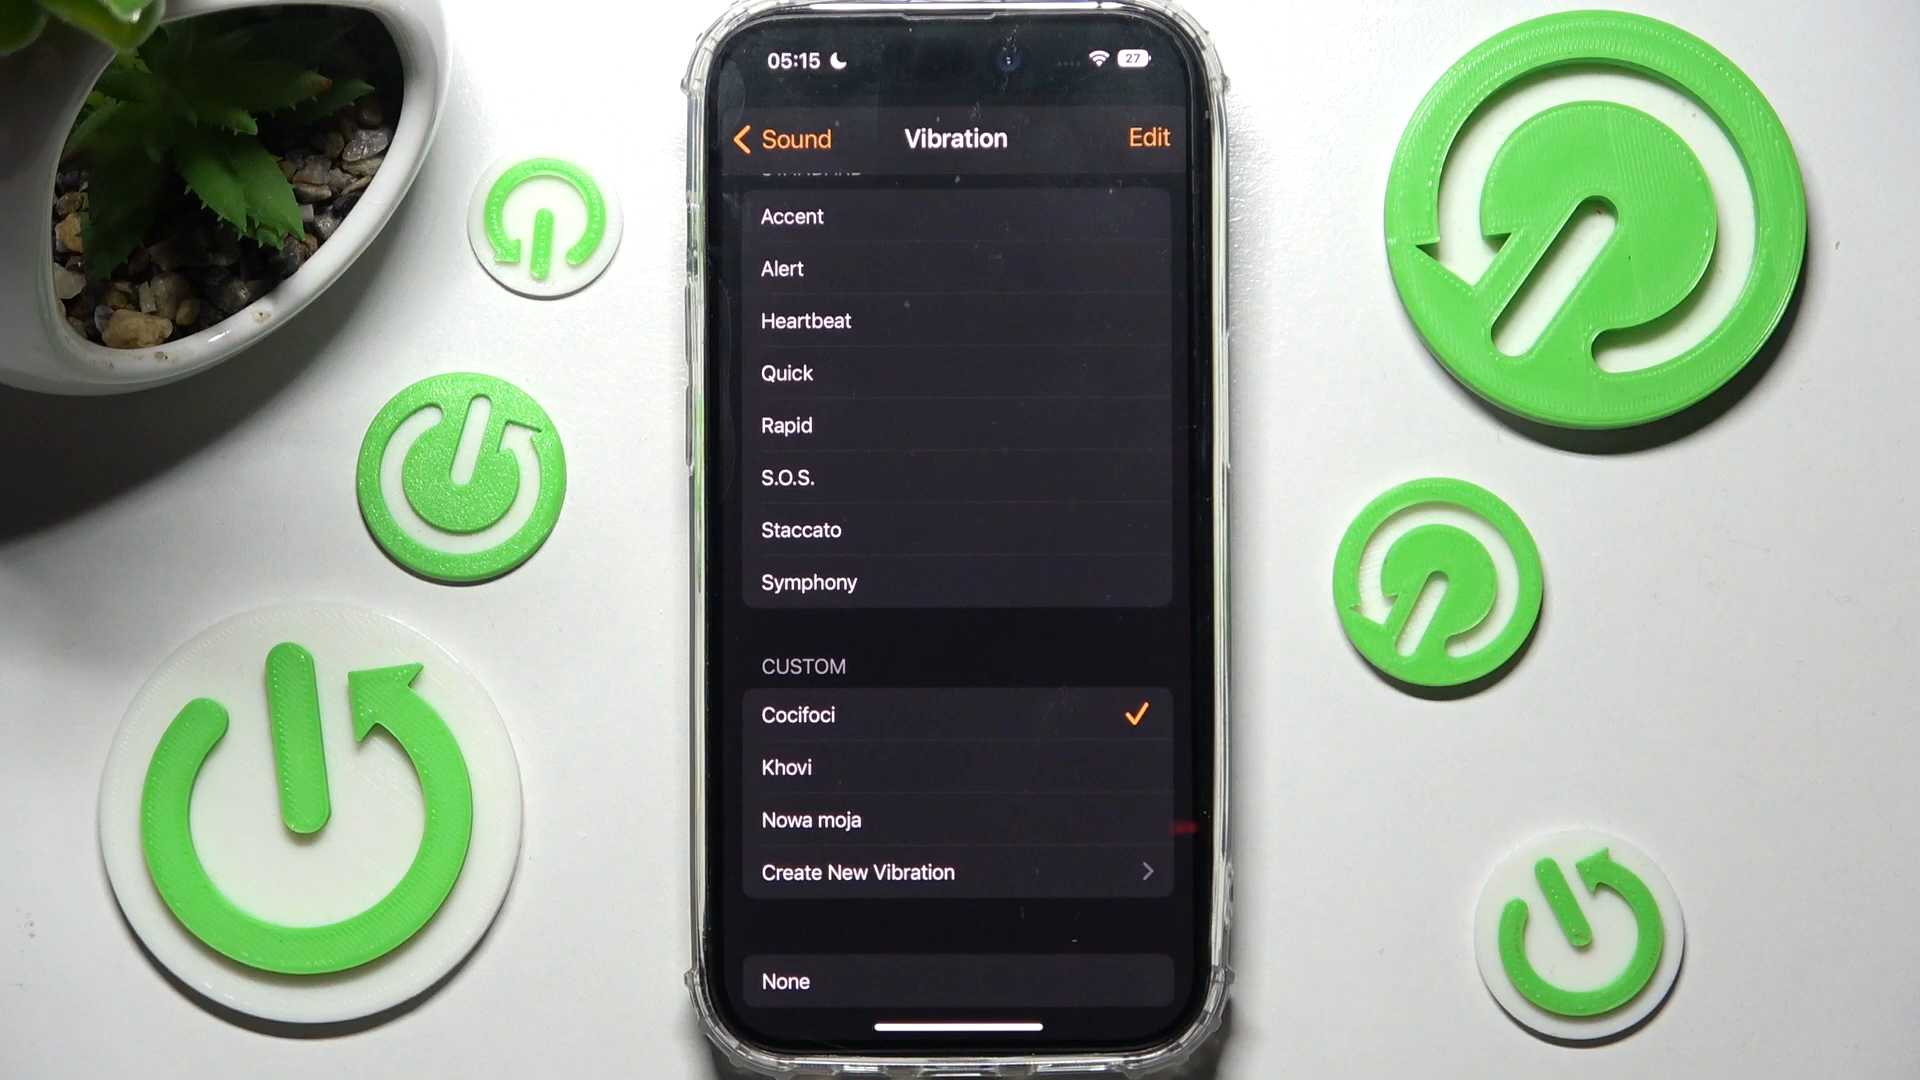 05:15
27
Sound
Vibration
Edit
Accent
Alert
Heartbeat
Quick
Rapid
S.O.S.
Staccato
Symphony
CUSTOM
Cocifoci
Khovi
Nowa moja
Create New Vibration
None